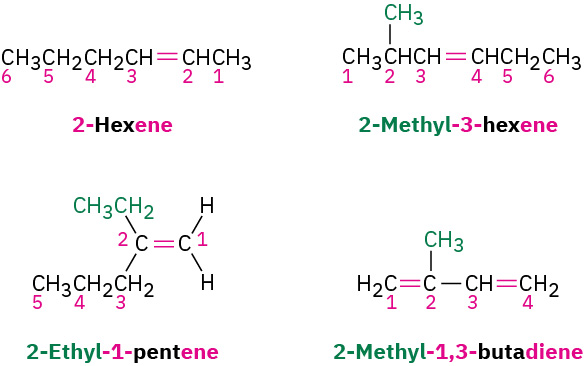 CH₃CH₂CH₂CH=CHCH₃
6 5 4 3 2 1
2-Hexene
CH₃
CH₃CHCH=CHCH₂CH₃
1 2 3 4 5 6
2-Methyl-3-hexene
CH₃CH₂ H
2 C=C 1
CH₃CH₂CH₂ H
5 4 3
2-Ethyl-1-pentene
CH₃
H₂C=C—CH=CH₂
1 2 3 4
2-Methyl-1,3-butadiene